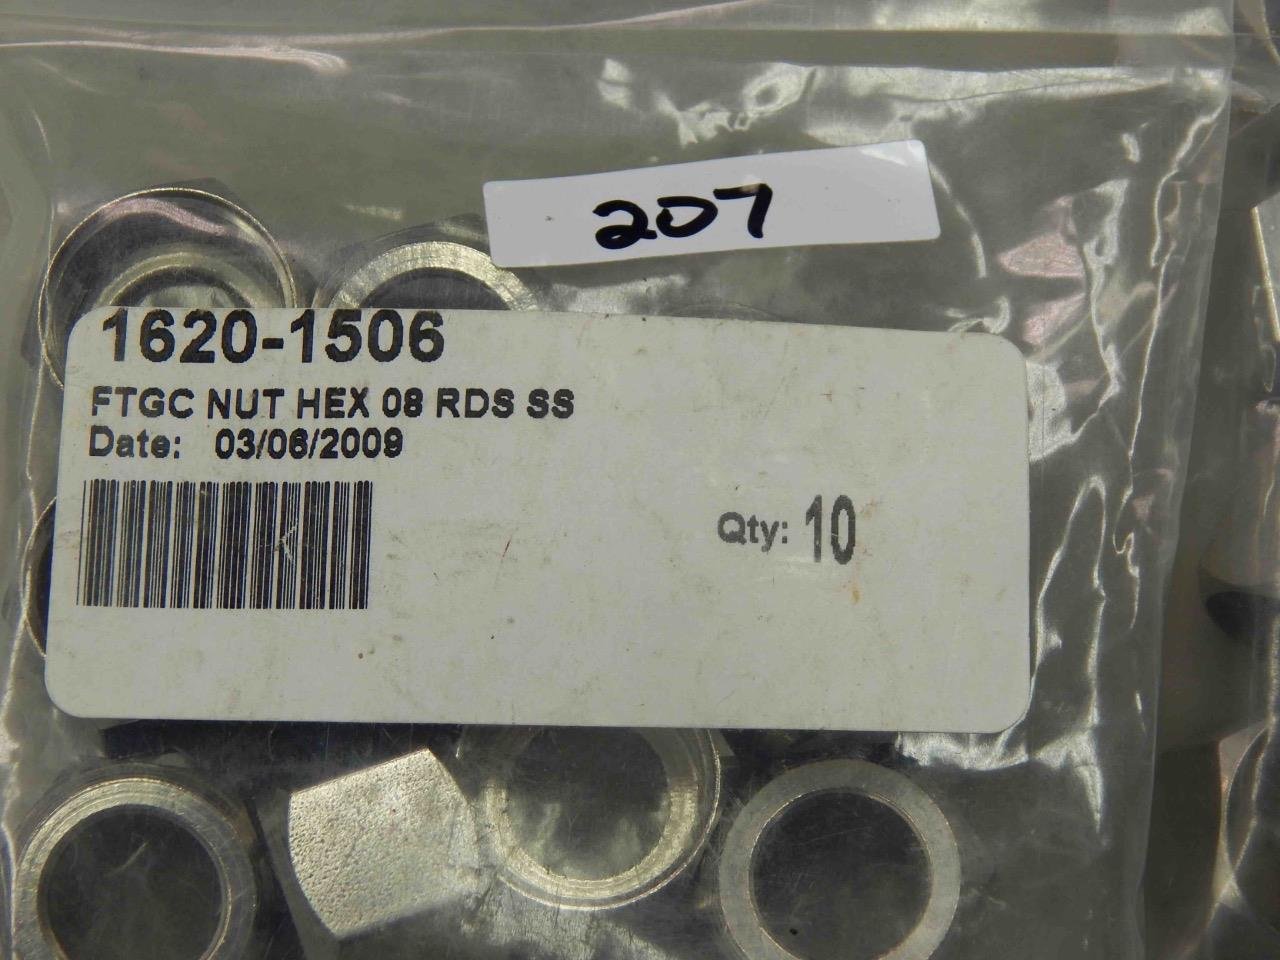 207
1620-1506
FTGC NUT HEX 08 RDS SS
Date: 03/06/2009
Qty: 10